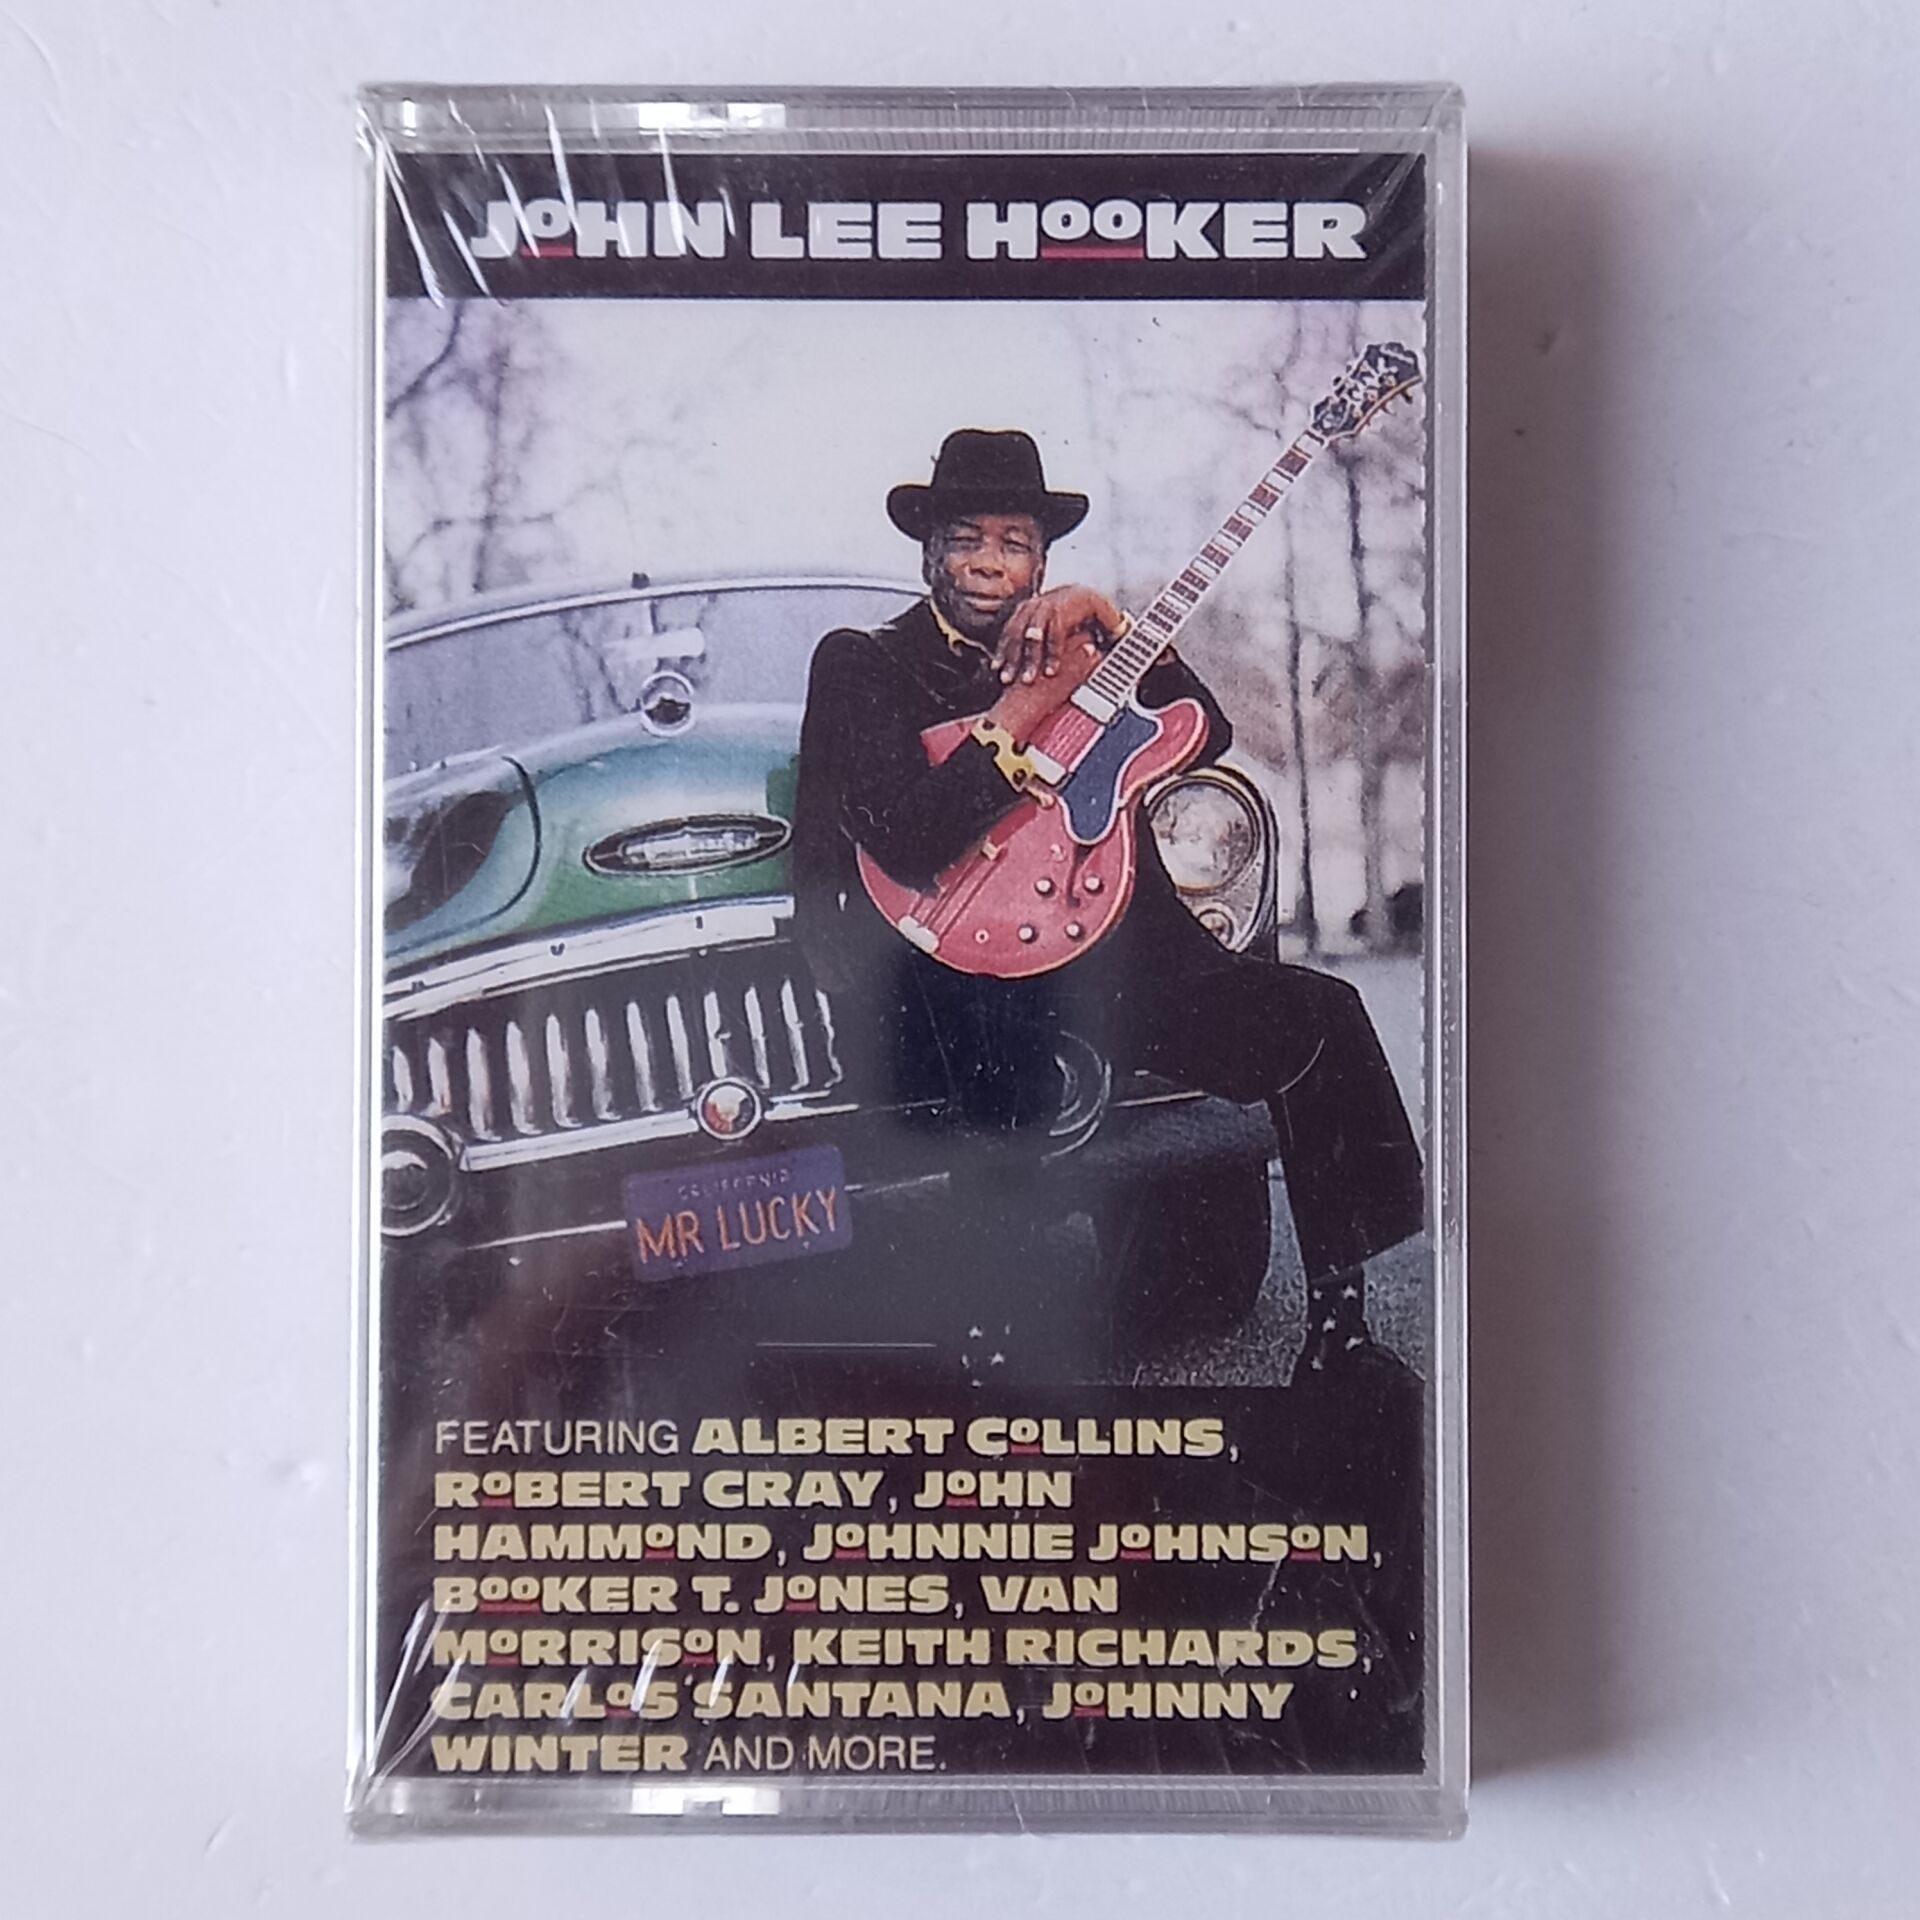 JOHN LEE HOOKER
CALIFORNIA
MR LUCKY
FEATURING ALBERT COLLINS,
ROBERT CRAY, JOHN
HAMMOND, JOHNNIE JOHNSON,
BOOKER T. JONES, VAN
MORRISON, KEITH RICHARDS,
CARLOS SANTANA, JOHNNY
WINTER AND MORE.